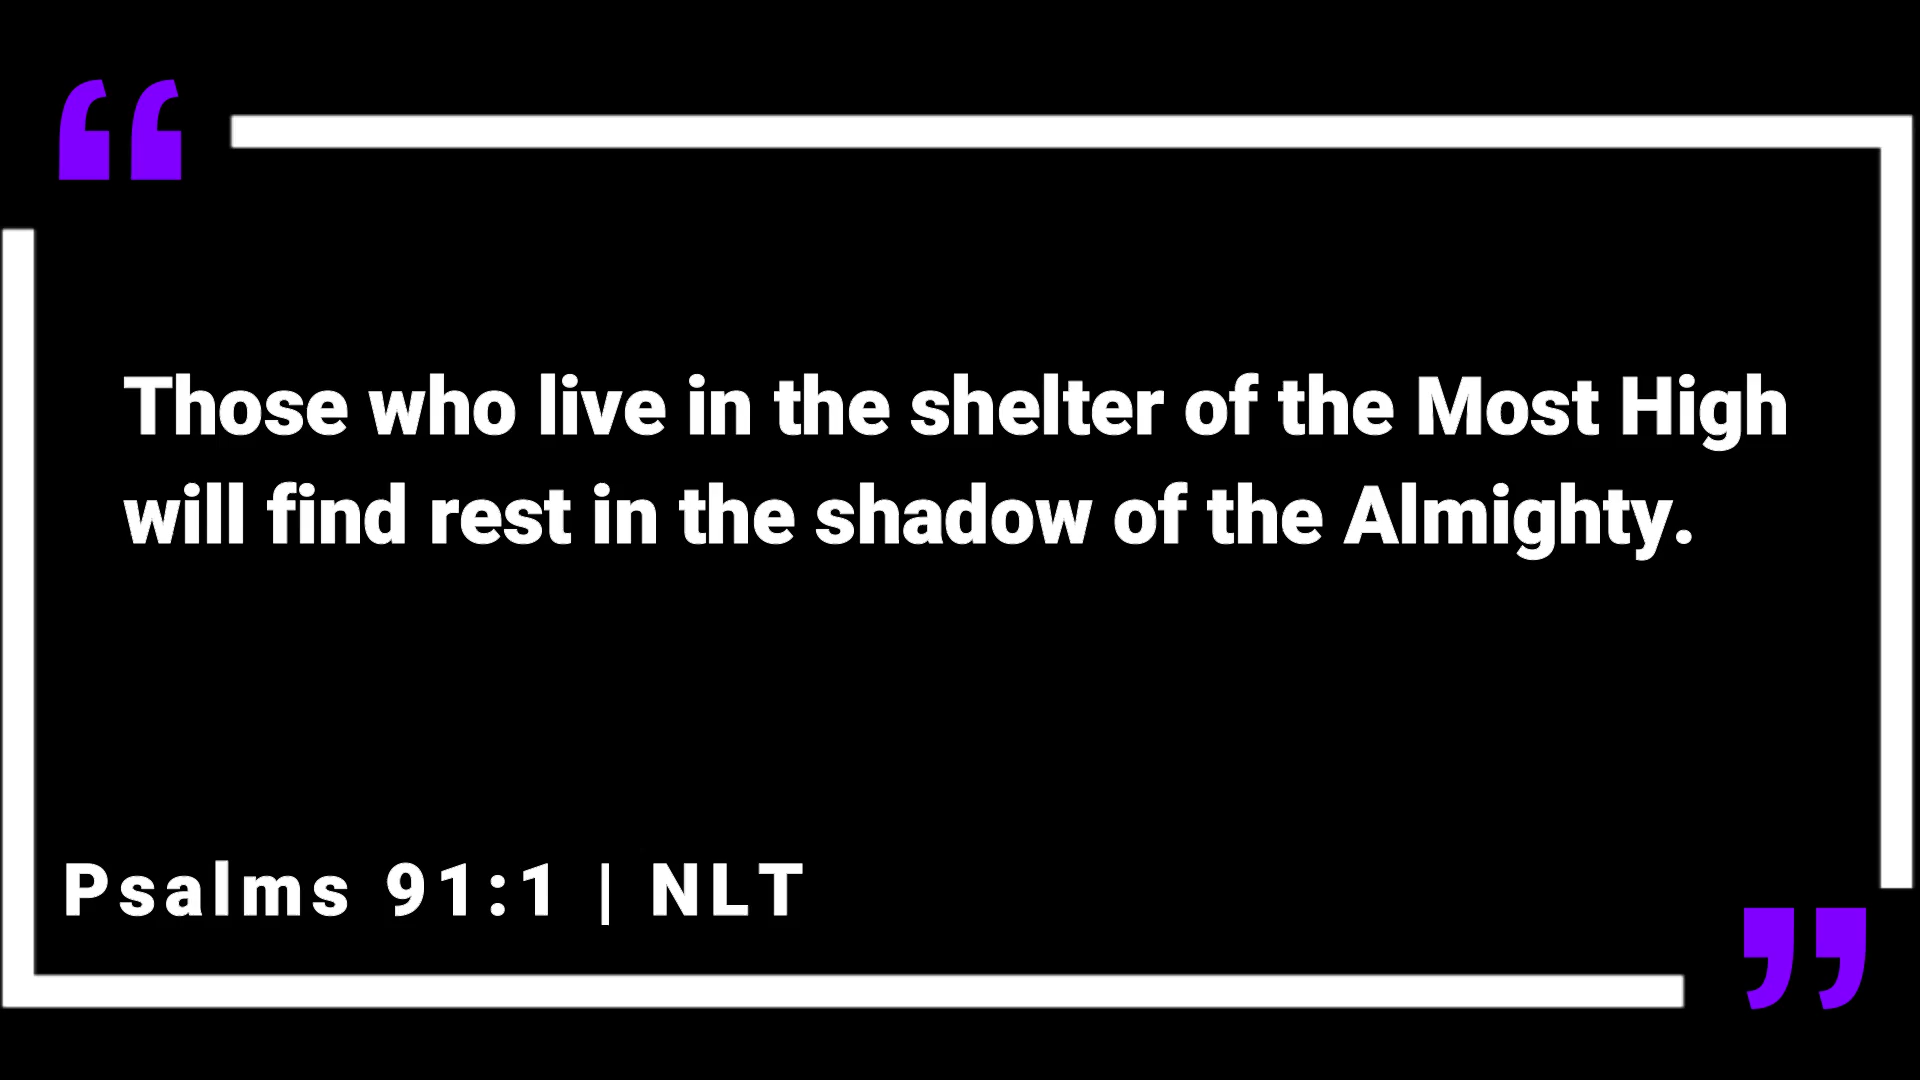 “
Those who live in the shelter of the Most High
will find rest in the shadow of the Almighty.
Psalms 91:1 | NLT
”